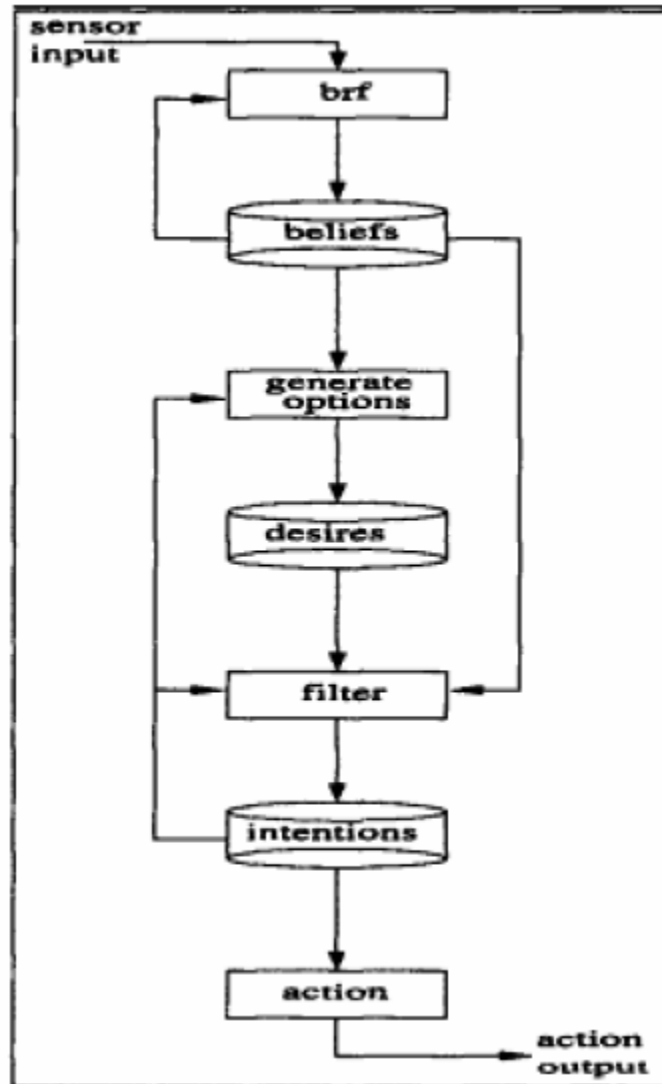 sensor
input
brf
beliefs
generate
options
desires
filter
intentions
action
action
output